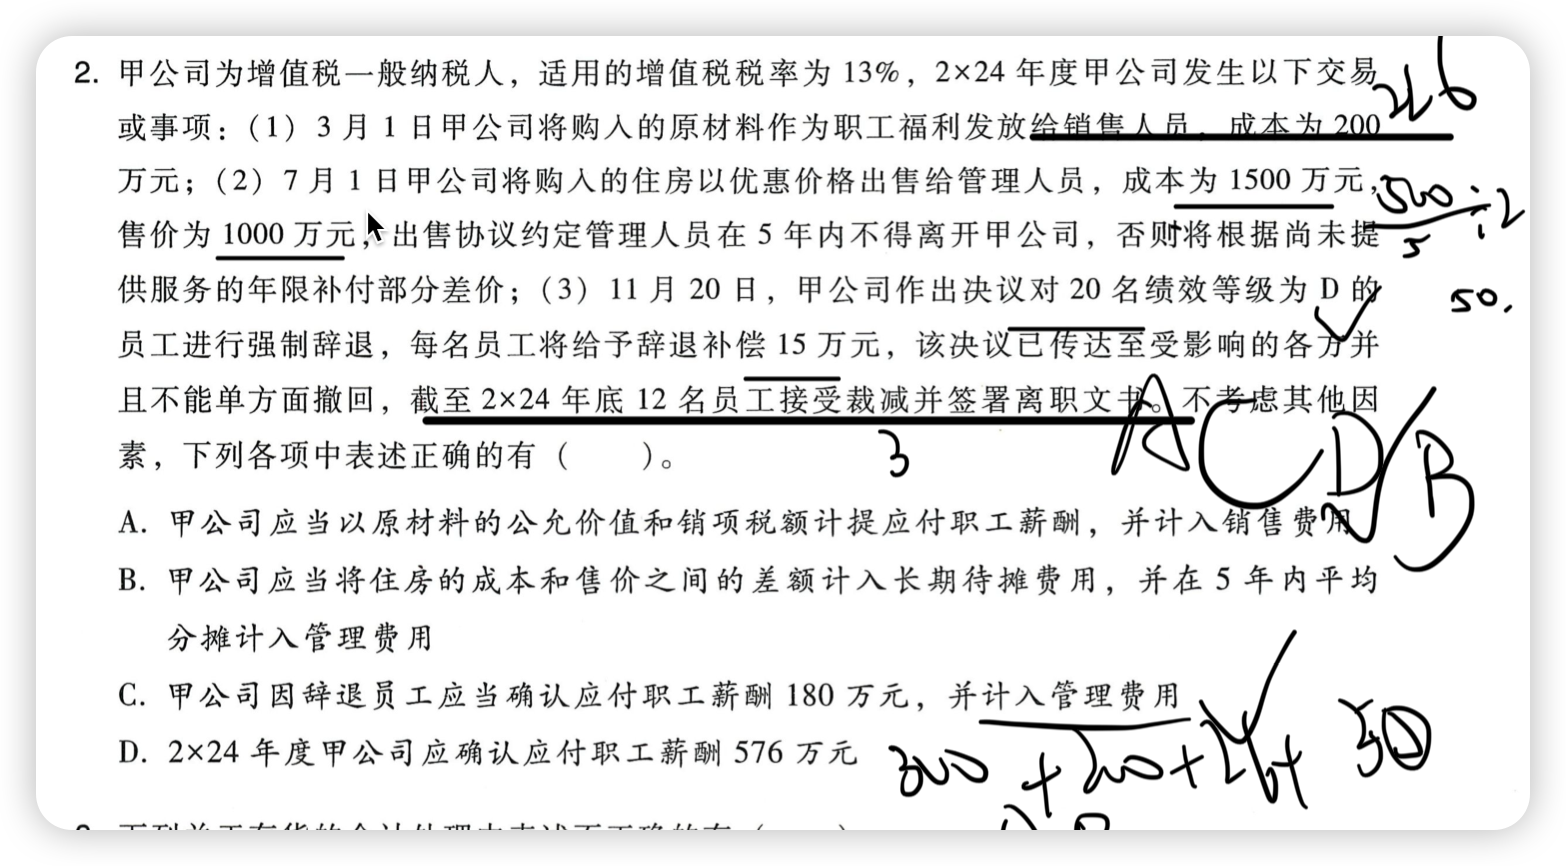 2. 甲公司为增值税一般纳税人，适用的增值税税率为 13%，2×24 年度甲公司发生以下交易
226
或事项：（1）3 月 1 日甲公司将购入的原材料作为职工福利发放给销售人员，成本为 200
万元；（2）7 月 1 日甲公司将购入的住房以优惠价格出售给管理人员，成本为 1500 万元，
500
÷2
5
售价为 1000 万元，出售协议约定管理人员在 5 年内不得离开甲公司，否则将根据尚未提
供服务的年限补付部分差价；（3）11 月 20 日，甲公司作出决议对 20 名绩效等级为 D 的
50.
员工进行强制辞退，每名员工将给予辞退补偿 15 万元，该决议已传达至受影响的各方并
且不能单方面撤回，截至 2×24 年底 12 名员工接受裁减并签署离职文书。不考虑其他因
素，下列各项中表述正确的有（　　）。
3
ACD
B
A. 甲公司应当以原材料的公允价值和销项税额计提应付职工薪酬，并计入销售费用
B. 甲公司应当将住房的成本和售价之间的差额计入长期待摊费用，并在 5 年内平均
分摊计入管理费用
C. 甲公司因辞退员工应当确认应付职工薪酬 180 万元，并计入管理费用
D. 2×24 年度甲公司应确认应付职工薪酬 576 万元
300 + 200 + 26 +
50